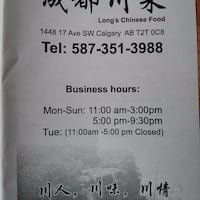 成都川菜
Long's Chinese Food
1448 17 Ave SW Calgary AB T2T 0C8
Tel: 587-351-3988
Business hours:
Mon-Sun: 11:00 am-3:00pm
5:00 pm-9:30pm
Tue: (11:00am -5:00 pm Closed)
川人，川味，川情